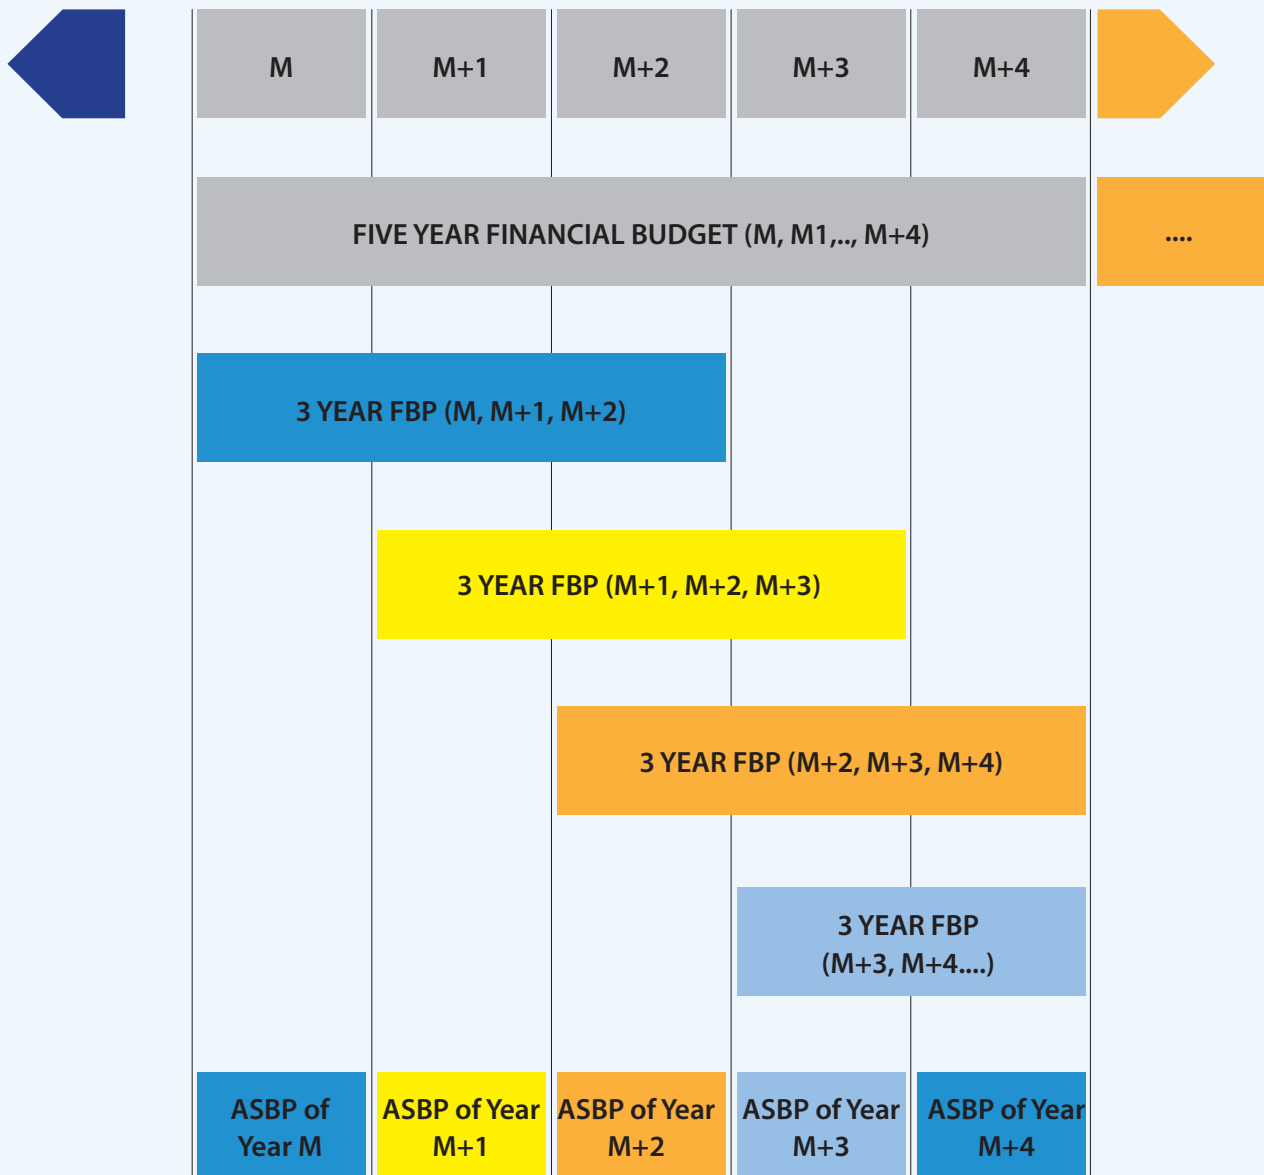 M
M+1
M+2
M+3
M+4
FIVE YEAR FINANCIAL BUDGET (M, M1,.., M+4)
....
3 YEAR FBP (M, M+1, M+2)
3 YEAR FBP (M+1, M+2, M+3)
3 YEAR FBP (M+2, M+3, M+4)
3 YEAR FBP
(M+3, M+4....)
ASBP of
Year M
ASBP of Year
M+1
ASBP of Year
M+2
ASBP of Year
M+3
ASBP of Year
M+4